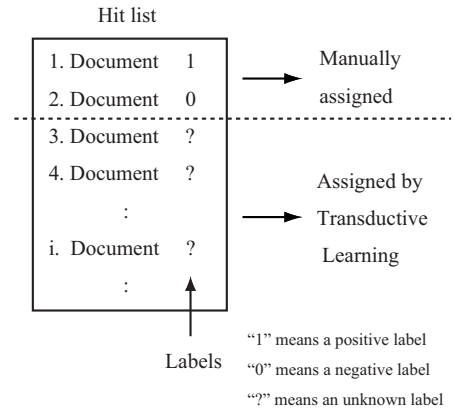 Hit list
1. Document 1
2. Document 0
3. Document ?
4. Document ?
:
i. Document ?
:
Manually
assigned
Assigned by
Transductive
Learning
Labels
“1” means a positive label
“0” means a negative label
“?” means an unknown label